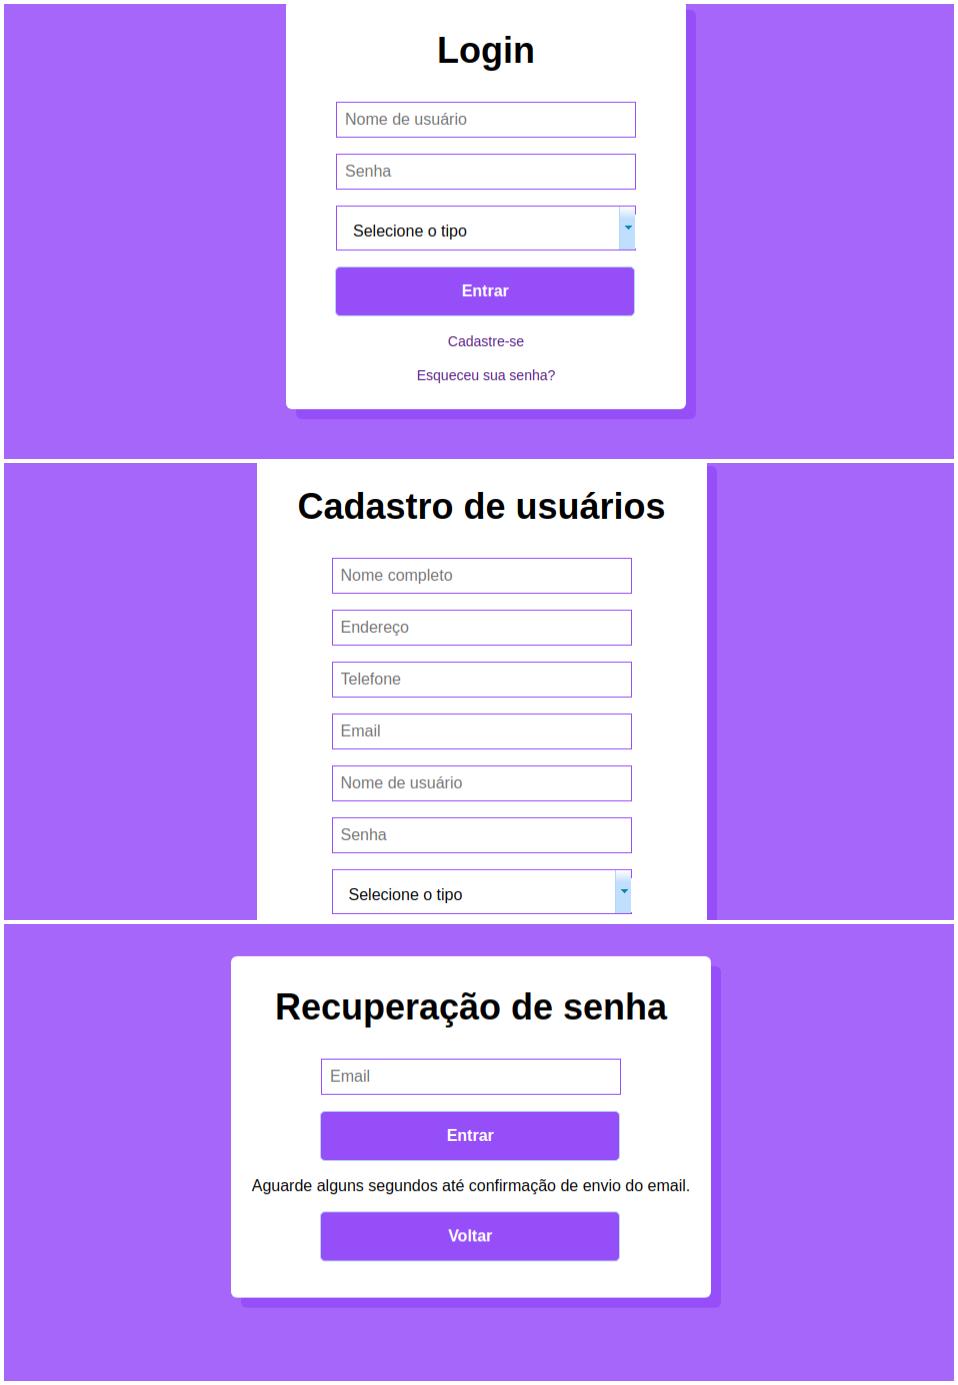 Login
Nome de usuário
Senha
Selecione o tipo
Entrar
Cadastre-se
Esqueceu sua senha?
Cadastro de usuários
Nome completo
Endereço
Telefone
Email
Nome de usuário
Senha
Selecione o tipo
Recuperação de senha
Email
Entrar
Aguarde alguns segundos até confirmação de envio do email.
Voltar